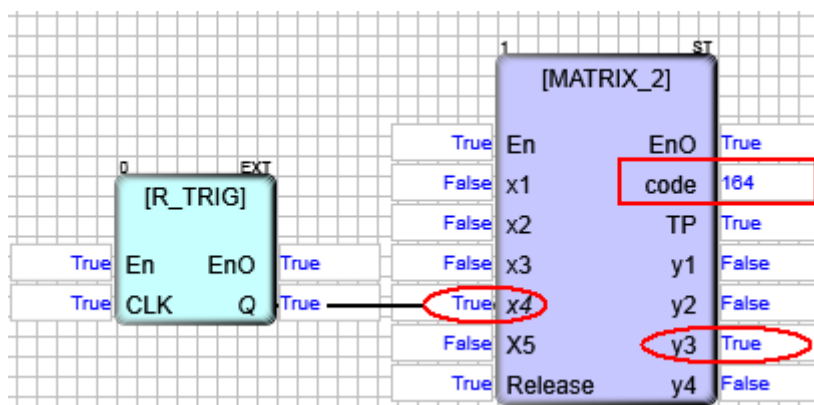 1 ST
[MATRIX_2]
True En EnO True
0 EXT
False x1 code 164
[R_TRIG]
False x2 TP True
True En EnO True
False x3 y1 False
True CLK Q True
True x4 y2 False
False X5 y3 True
True Release y4 False